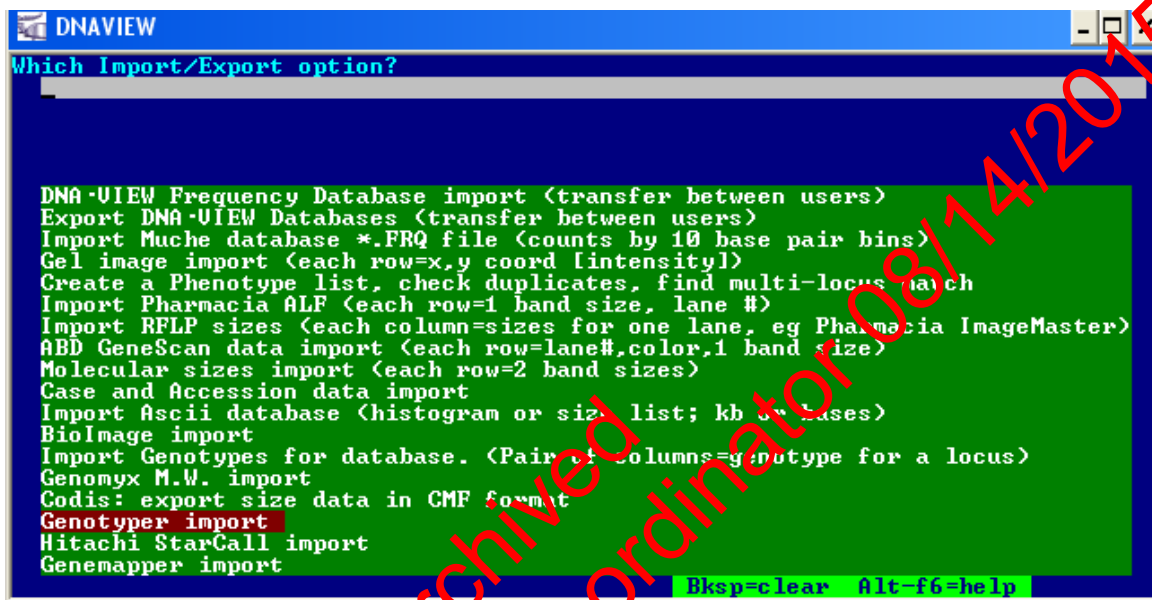 DNAVIEW
Which Import/Export option?
DNA·VIEW Frequency Database import (transfer between users)
Export DNA·VIEW Databases (transfer between users)
Import Muche database *.FRQ file (counts by 10 base pair bins)
Gel image import (each row=x,y coord [intensity])
Create a Phenotype list, check duplicates, find multi-locus match
Import Pharmacia ALF (each row=1 band size, lane #)
Import RFLP sizes (each column=sizes for one lane, eg Pharmacia ImageMaster)
ABD GeneScan data import (each row=lane#,color,1 band size)
Molecular sizes import (each row=2 band sizes)
Case and Accession data import
Import Ascii database (histogram or size list; kb or bases)
BioImage import
Import Genotypes for database. (Pair of columns=genotype for a locus)
Genomyx M.W. import
Codis: export size data in CMF format
Genotyper import
Hitachi StarCall import
Genemapper import
Bksp=clear Alt-f6=help
chived
ordinator 08/14/2015